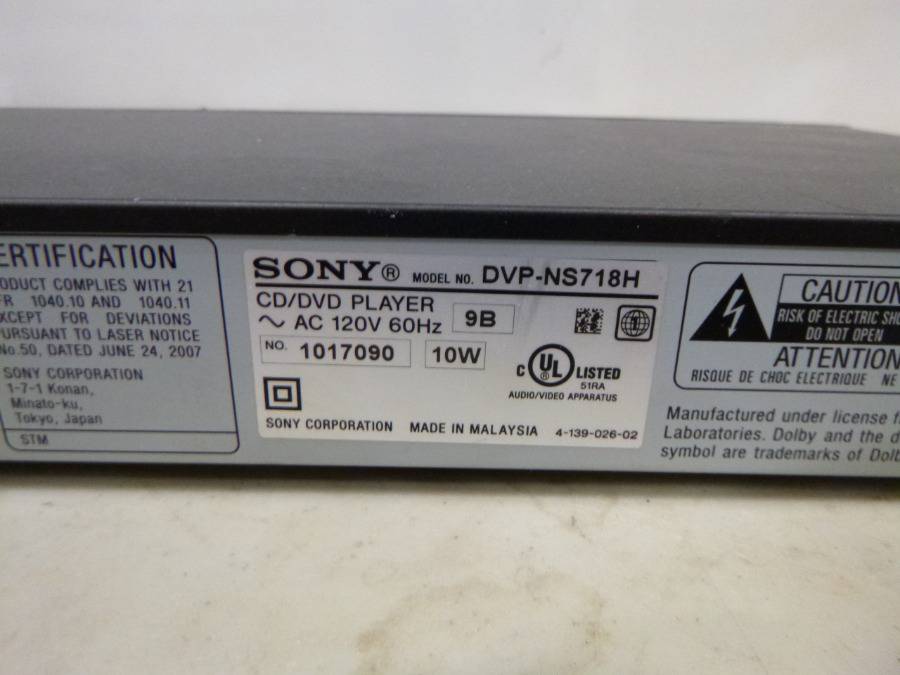 ERTIFICATION
ODUCT COMPLIES WITH 21
FR 1040.10 AND 1040.11
XCEPT FOR DEVIATIONS
PURSUANT TO LASER NOTICE
No.50, DATED JUNE 24, 2007
SONY CORPORATION
1-7-1 Konan,
Minato-ku,
Tokyo, Japan
STM
SONY® MODEL NO. DVP-NS718H
CD/DVD PLAYER
∼ AC 120V 60Hz 9B
NO. 1017090 10W
C UL ® LISTED
51RA
AUDIO/VIDEO APPARATUS
SONY CORPORATION MADE IN MALAYSIA 4-139-026-02
CAUTION
RISK OF ELECTRIC SHO
DO NOT OPEN
ATTENTION
RISQUE DE CHOC ELECTRIQUE NE
Manufactured under license f
Laboratories. Dolby and the d
symbol are trademarks of Dolb